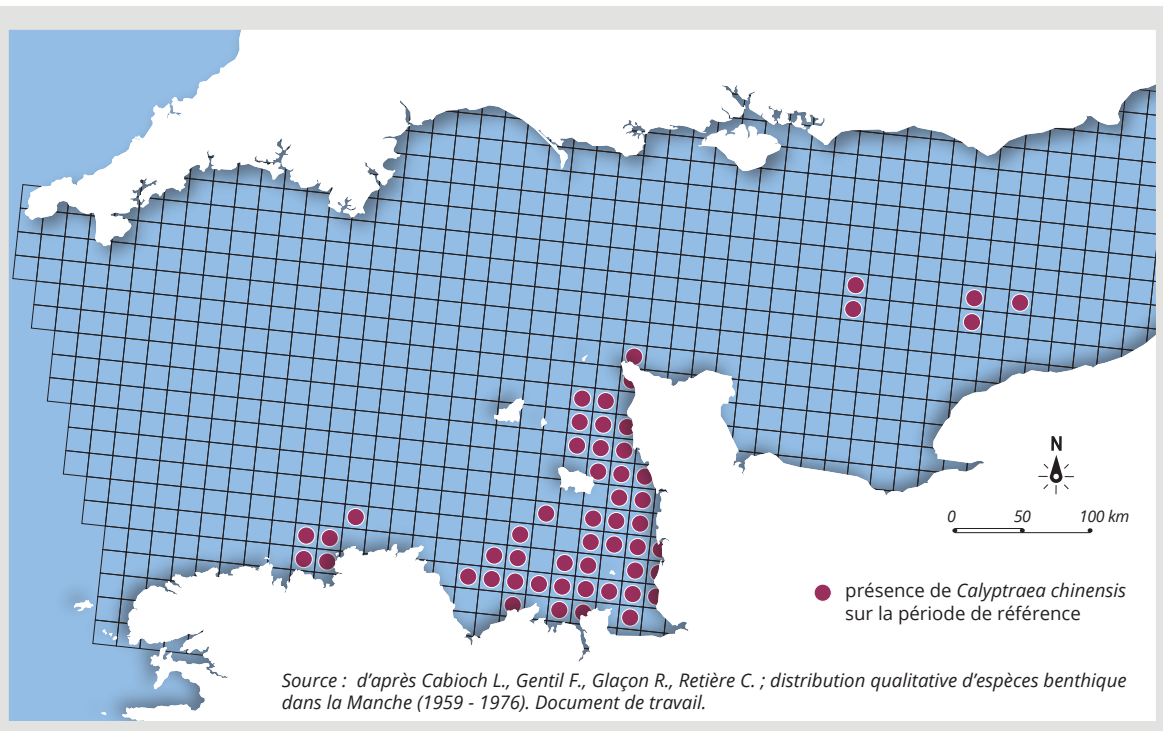 N
0 50 100 km
présence de Calyptraea chinensis
sur la période de référence
Source : d'après Cabioch L., Gentil F., Glaçon R., Retière C. ; distribution qualitative d'espèces benthique
dans la Manche (1959 - 1976). Document de travail.